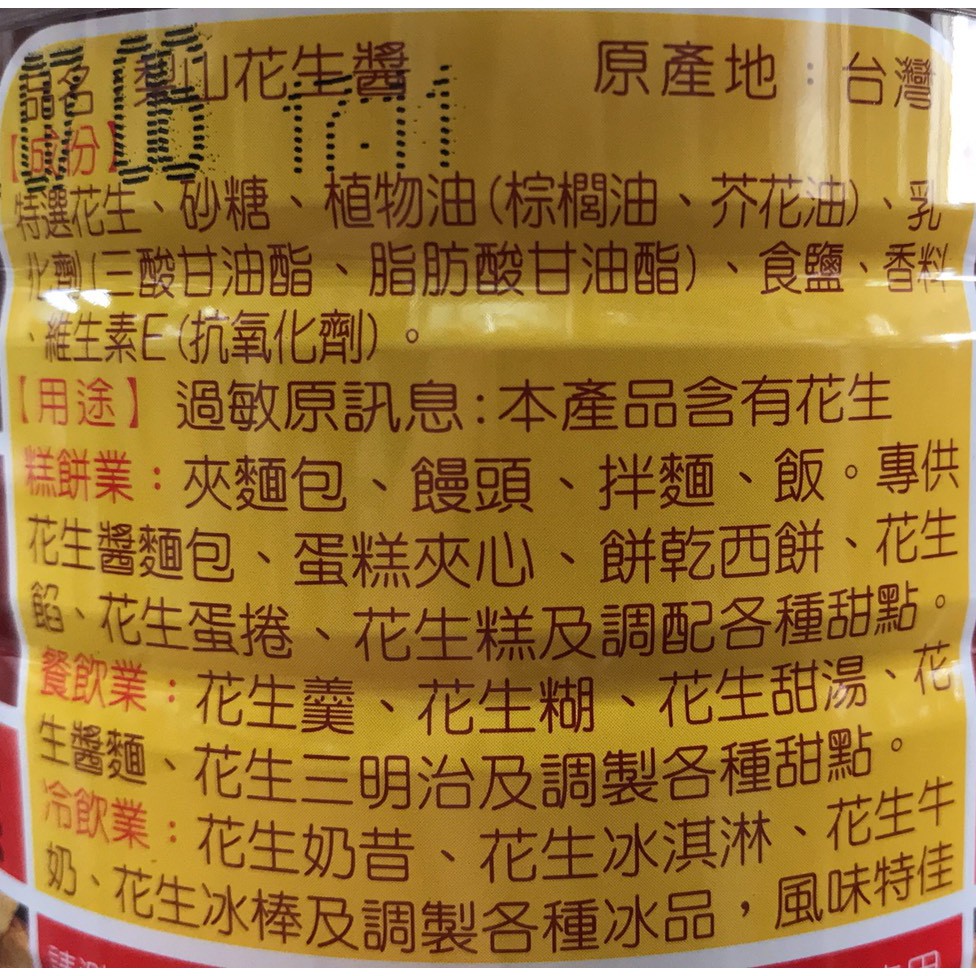 品名 梨山花生醬 原產地：台灣
【成份】
特選花生、砂糖、植物油(棕櫚油、芥花油)、乳
化劑(三酸甘油酯、脂肪酸甘油酯)、食鹽、香料
、維生素E(抗氧化劑)。
【用途】 過敏原訊息:本產品含有花生
糕餅業：夾麵包、饅頭、拌麵、飯。專供
花生醬麵包、蛋糕夾心、餅乾西餅、花生
餡、花生蛋捲、花生糕及調配各種甜點。
餐飲業：花生羹、花生糊、花生甜湯、花
生醬麵、花生三明治及調製各種甜點。
冷飲業：花生奶昔、花生冰淇淋、花生牛
奶、花生冰棒及調製各種冰品，風味特佳